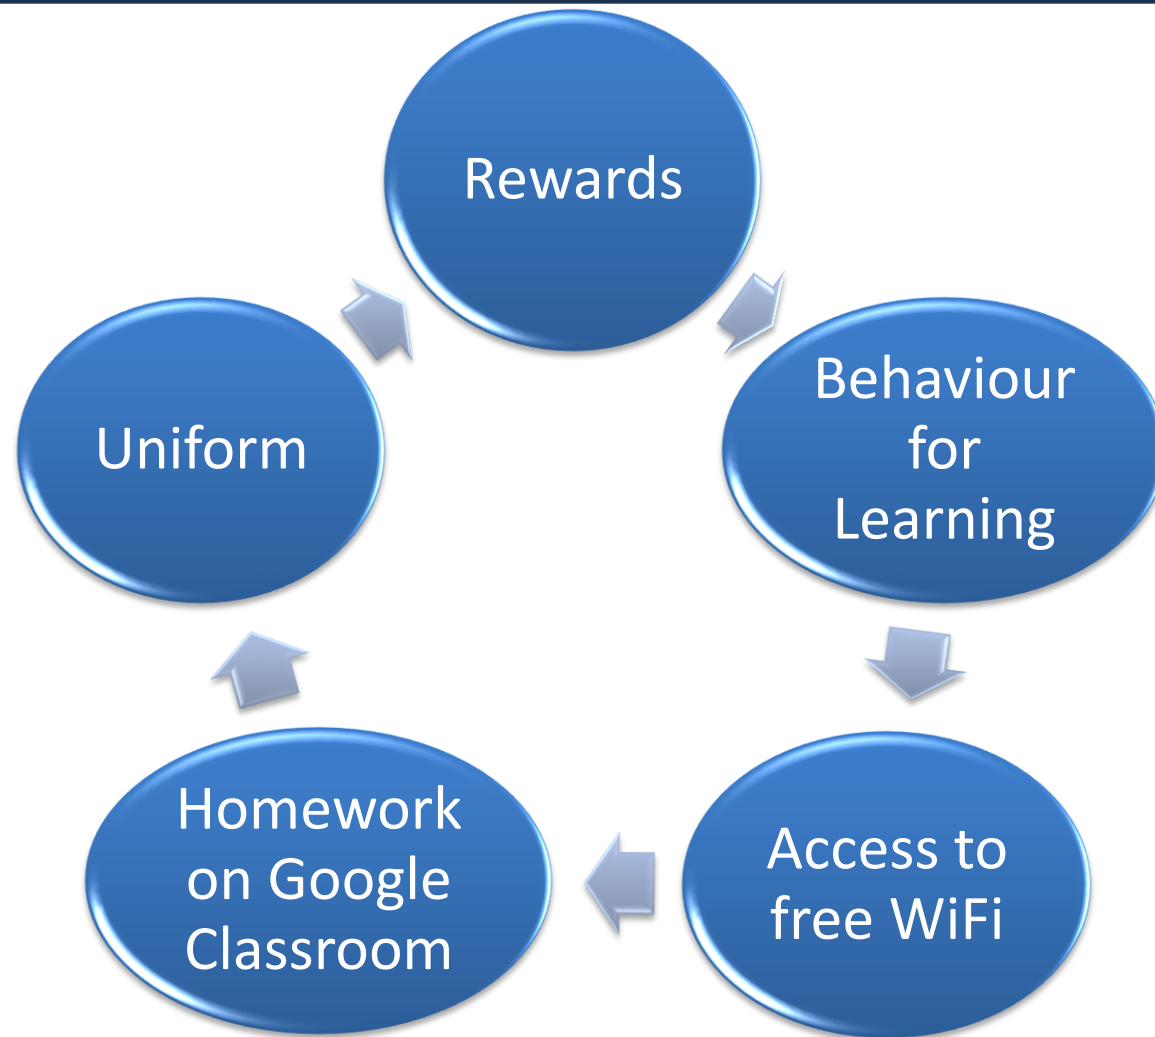 Rewards
Behaviour
for
Learning
Access to
free WiFi
Homework
on Google
Classroom
Uniform